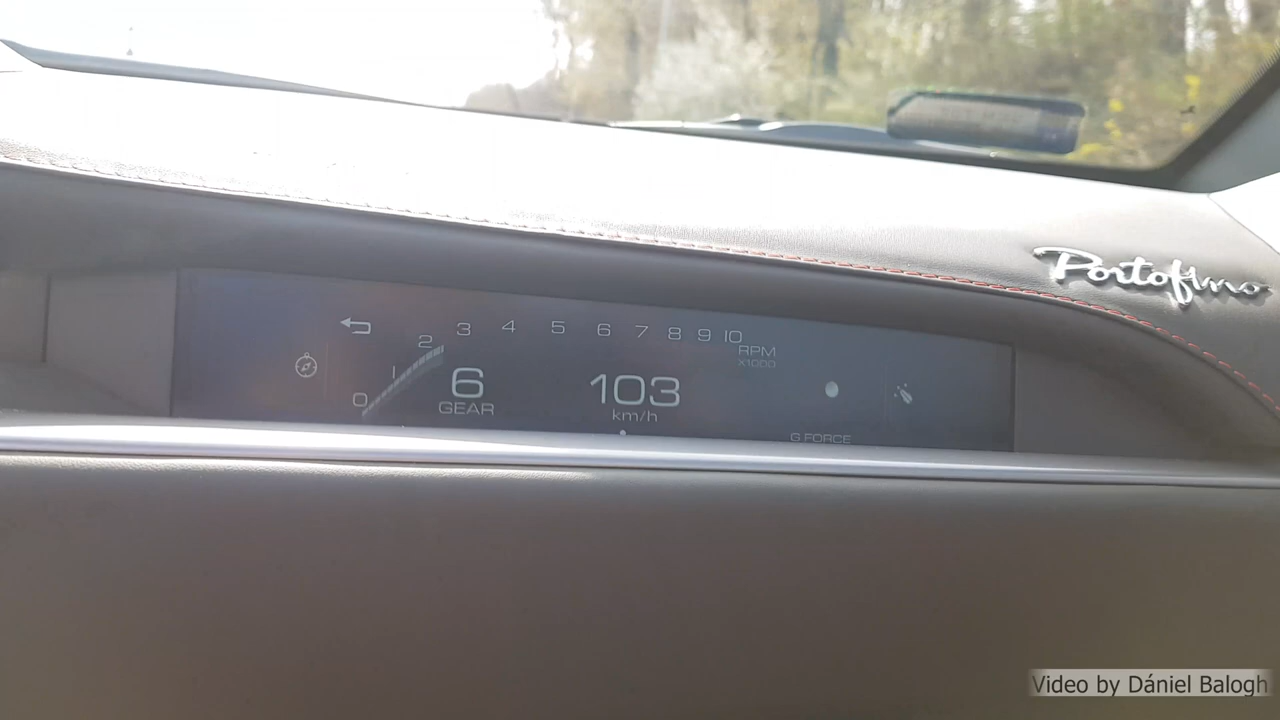 Portofino
0 1 2 3 4 5 6 7 8 9 10
RPM
X1000
6
GEAR
103
km/h
G FORCE
Video by Dániel Balogh